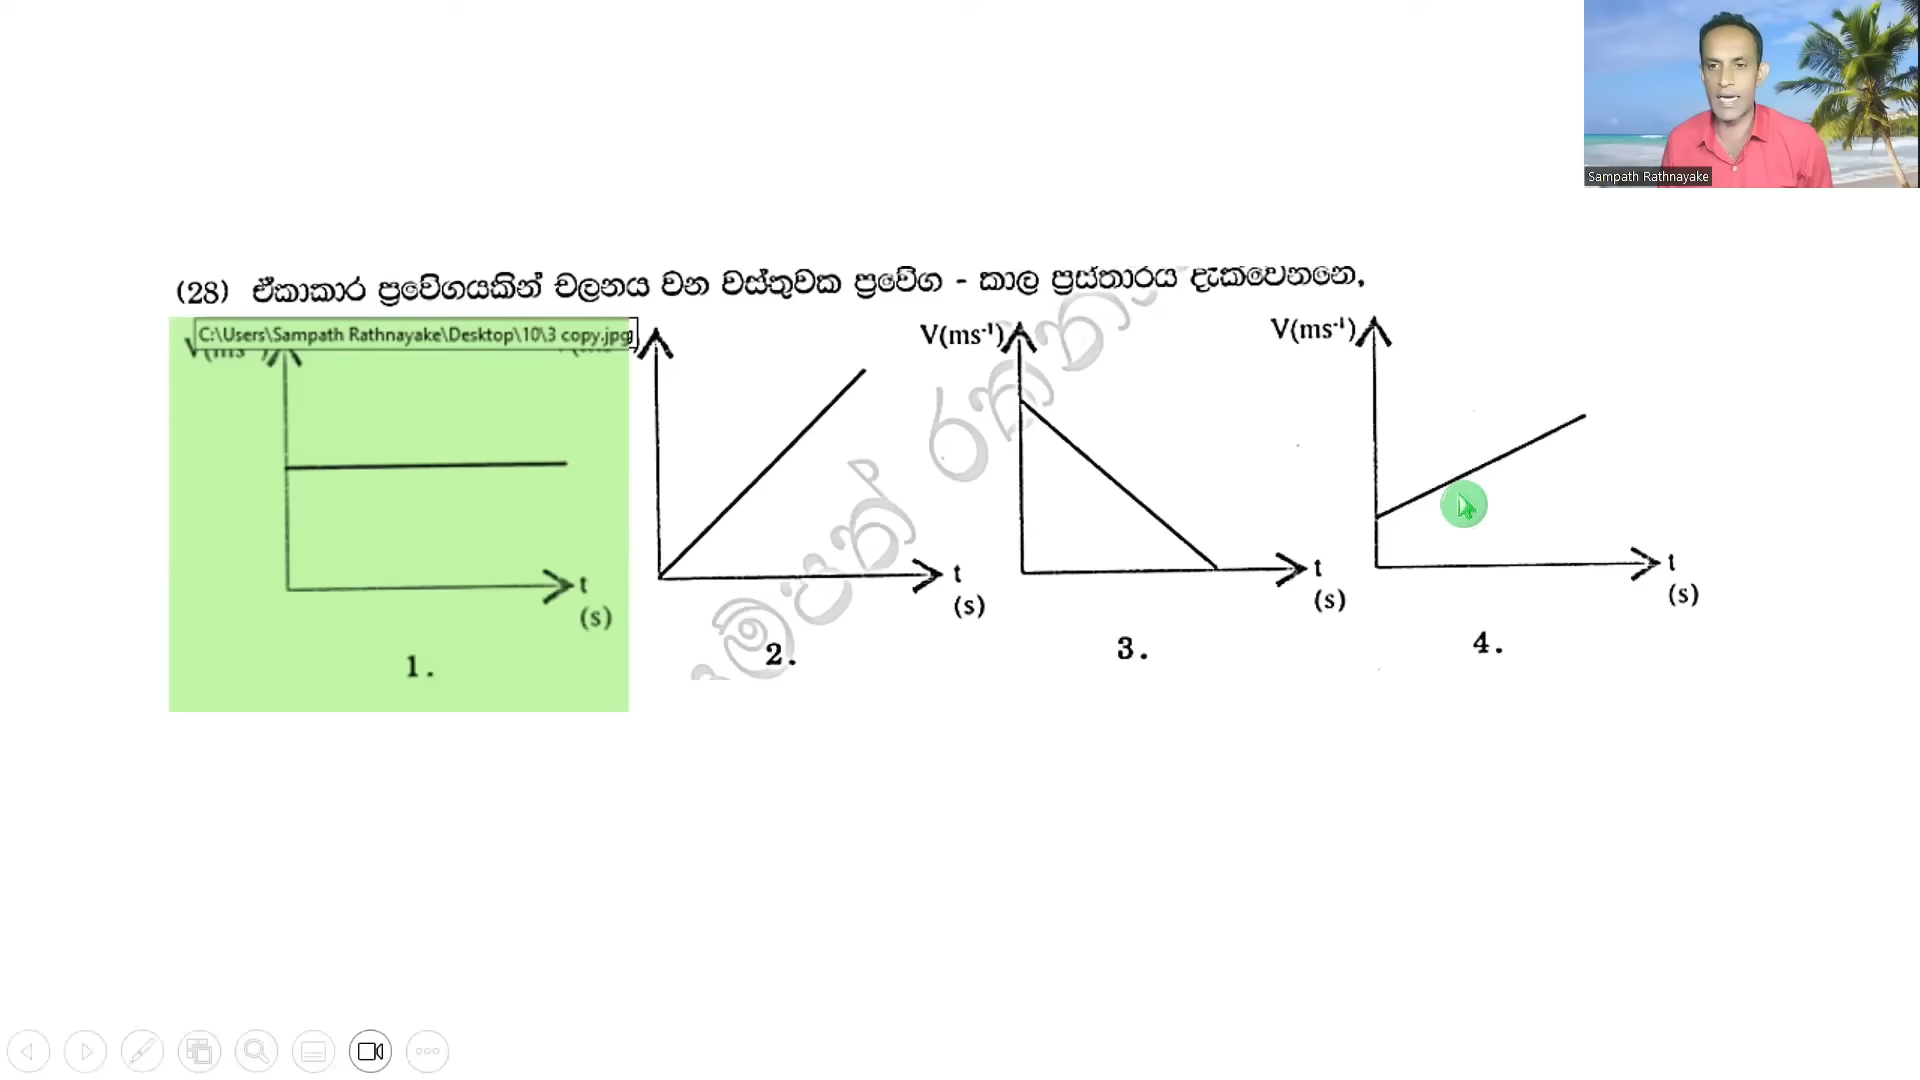 Sampath Rathnayake
(28) ඒකාකාර ප්‍රවේගයකින් චලනය වන වස්තුවක ප්‍රවේග - කාල ප්‍රස්තාරය දැක්වෙනනෙ,
C:\Users\Sampath Rathnayake\Desktop\10\3 copy.jpg
V(ms⁻¹)
V(ms⁻¹)
t
(s)
t
(s)
t
(s)
t
(s)
1.
2.
3.
4.